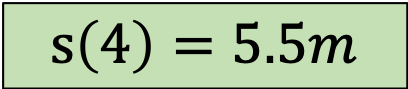 s(4) = 5.5m